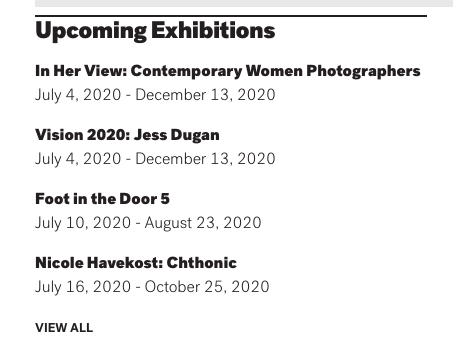 Upcoming Exhibitions
In Her View: Contemporary Women Photographers
July 4, 2020 - December 13, 2020
Vision 2020: Jess Dugan
July 4, 2020 - December 13, 2020
Foot in the Door 5
July 10, 2020 - August 23, 2020
Nicole Havekost: Chthonic
July 16, 2020 - October 25, 2020
VIEW ALL